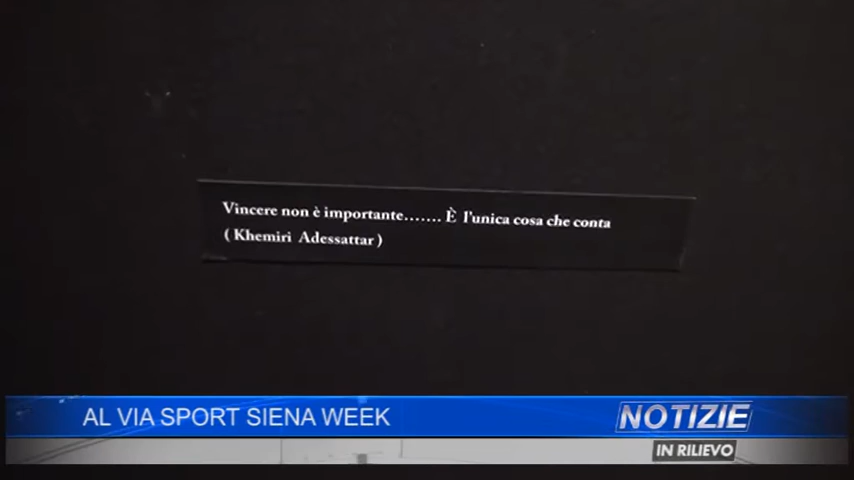 Vincere non è importante....... È l'unica cosa che conta
( Khemiri Adessattar )
AL VIA SPORT SIENA WEEK
NOTIZIE
IN RILIEVO